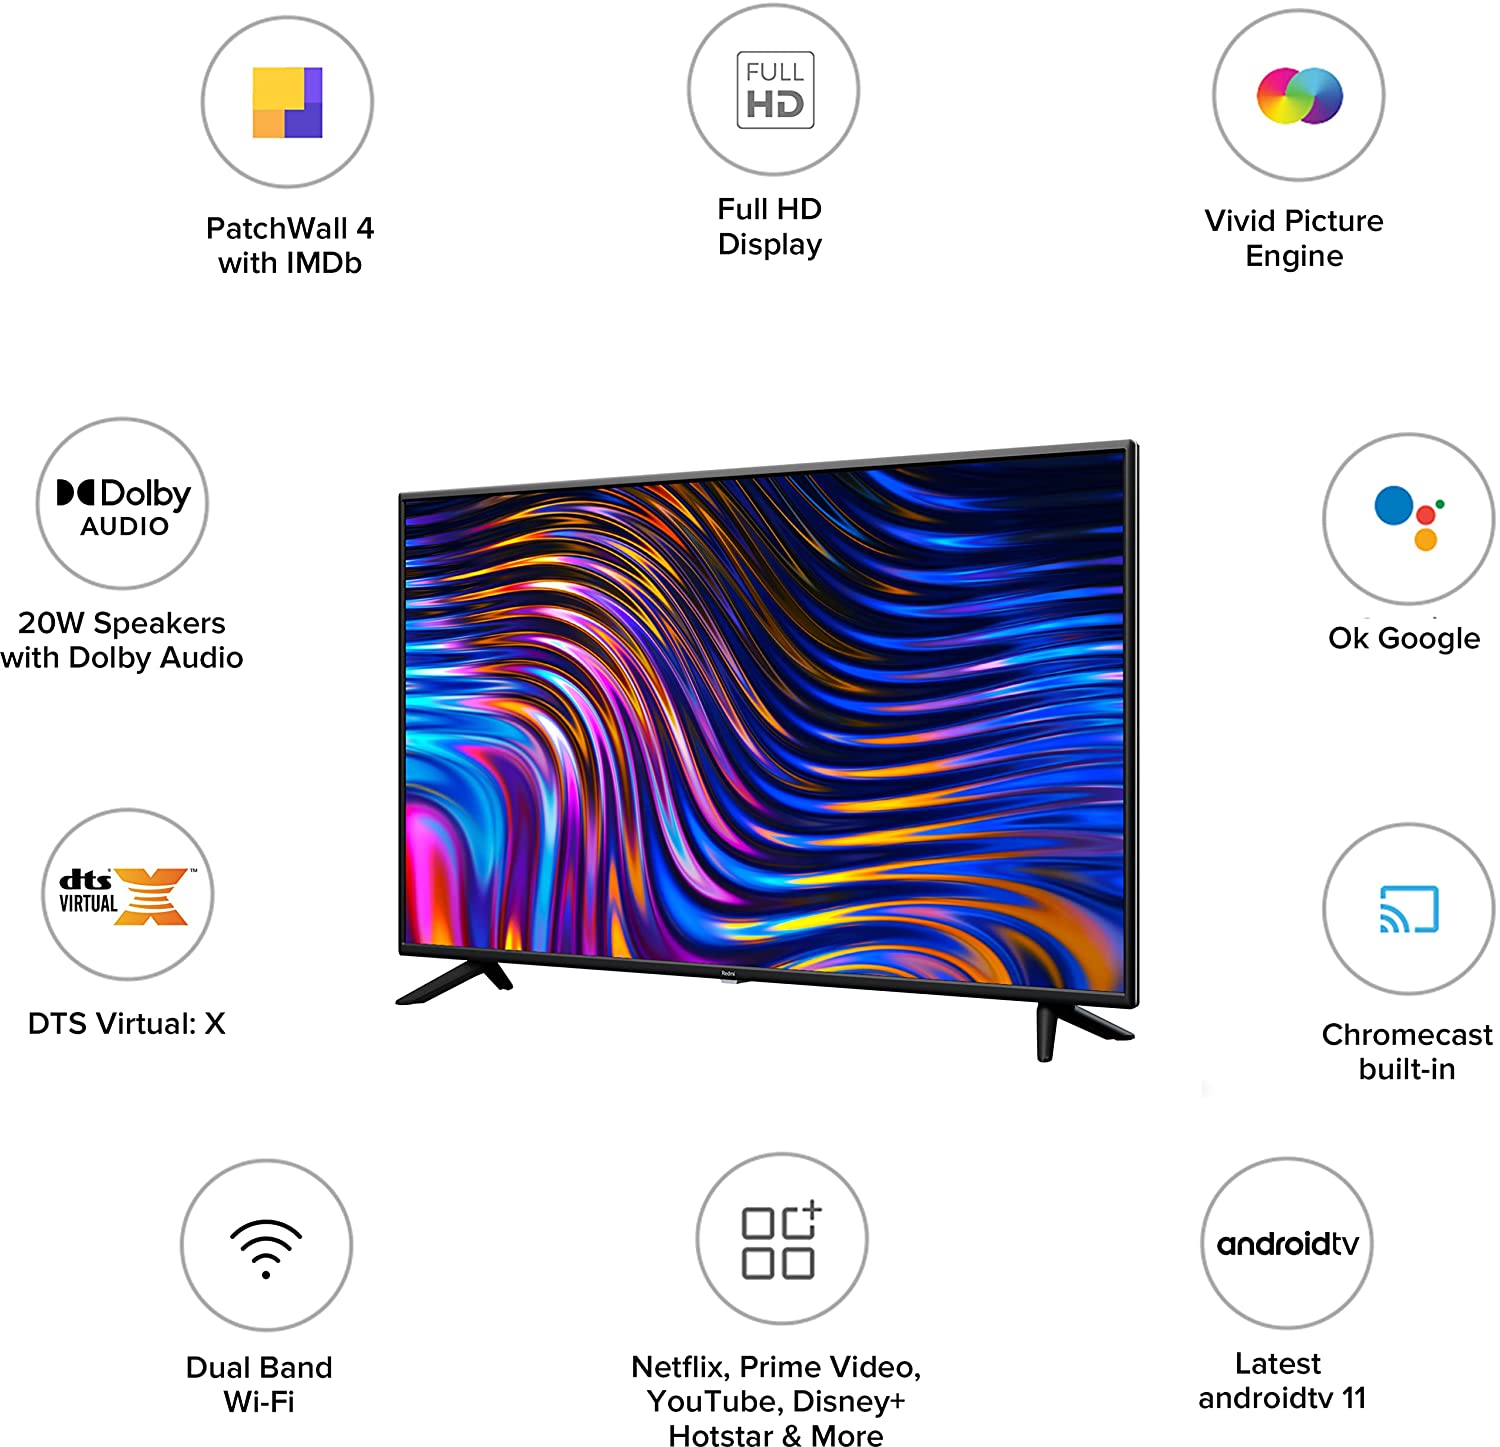 FULL
HD
PatchWall 4
with IMDb
Full HD
Display
Vivid Picture
Engine
Dolby
AUDIO
20W Speakers
with Dolby Audio
Ok Google
dts
VIRTUAL X™
DTS Virtual: X
Redmi
Chromecast
built-in
androidtv
Dual Band
Wi-Fi
Netflix, Prime Video,
YouTube, Disney+
Hotstar & More
Latest
androidtv 11